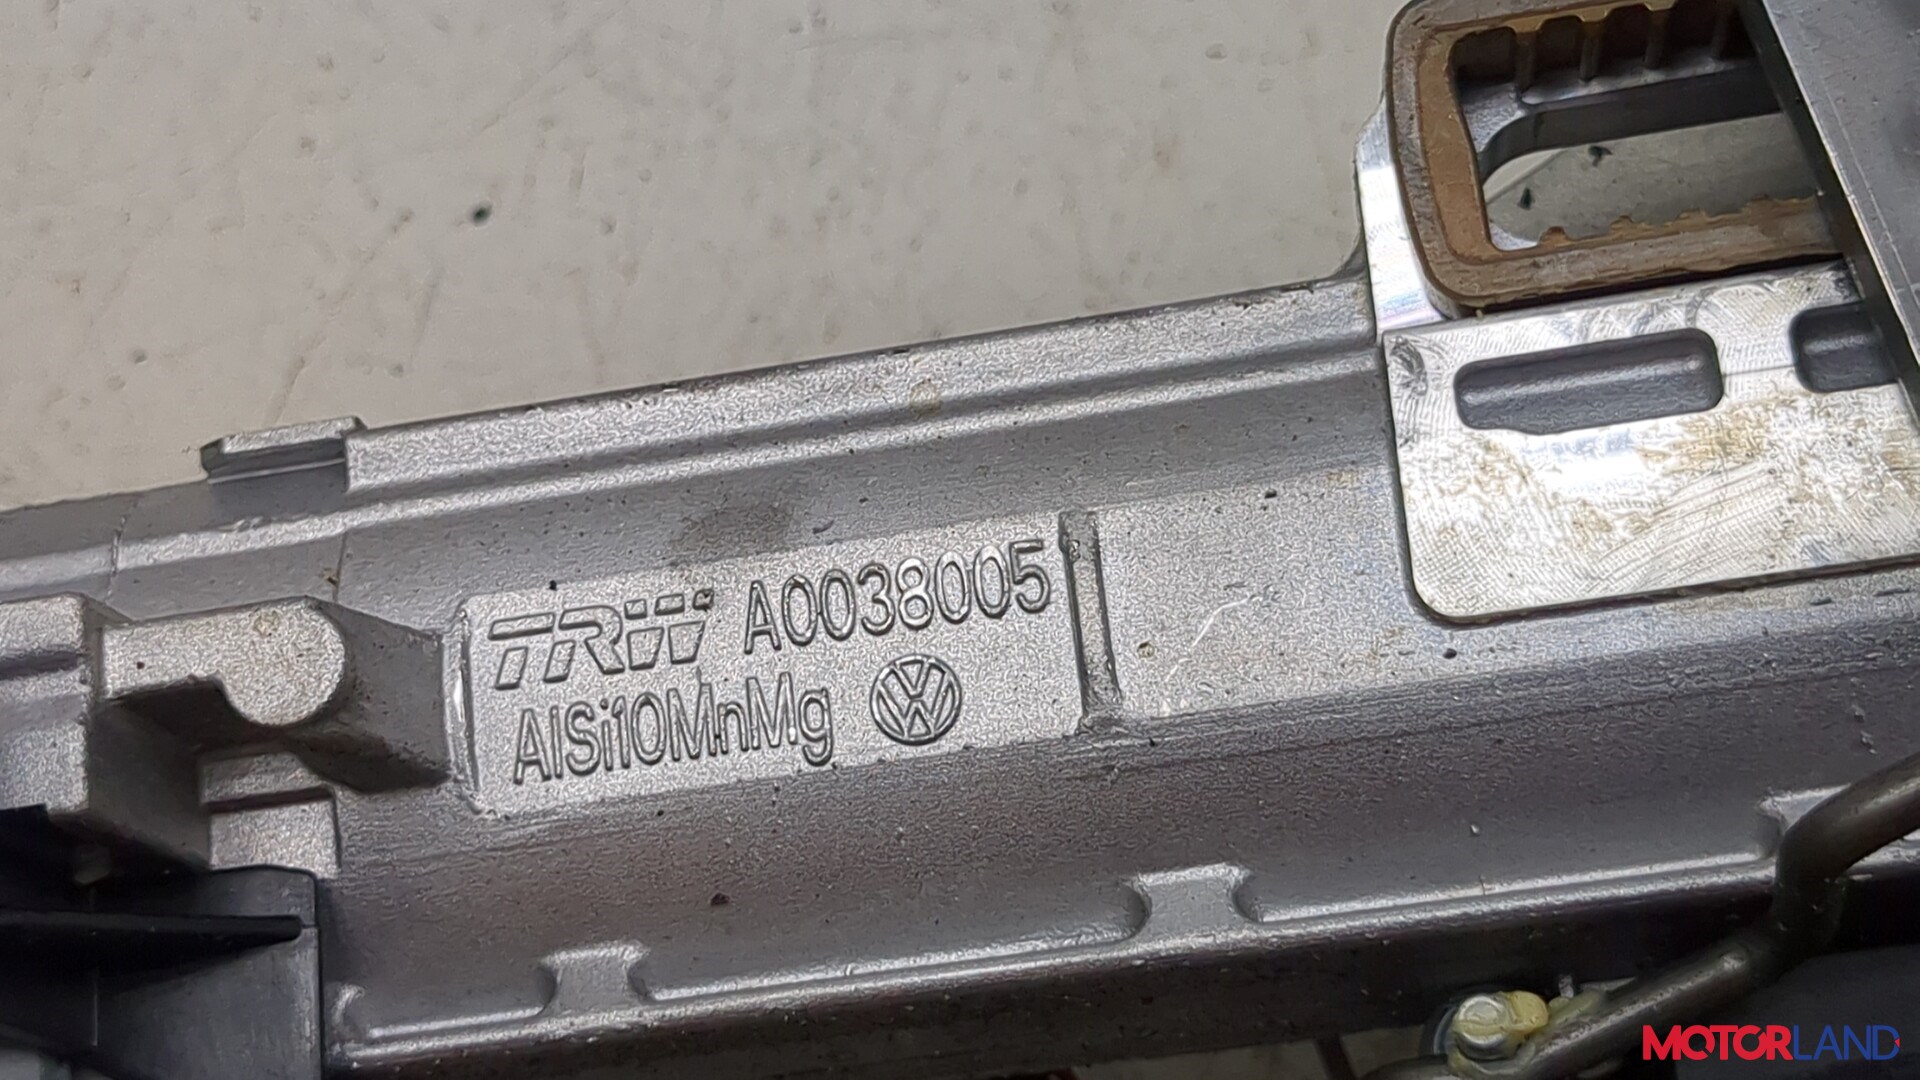 TRW A0038005
AlSi10MnMg
MOTORLAND